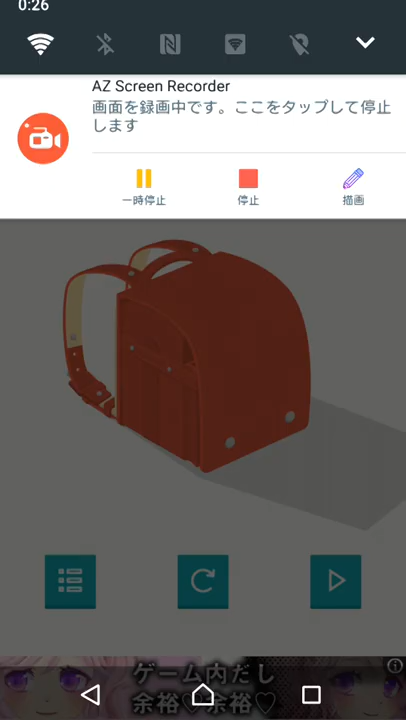 0:26
AZ Screen Recorder
画面を録画中です。ここをタップして停止
します
一時停止
停止
描画
ゲーム内だし
余裕♡余裕♡